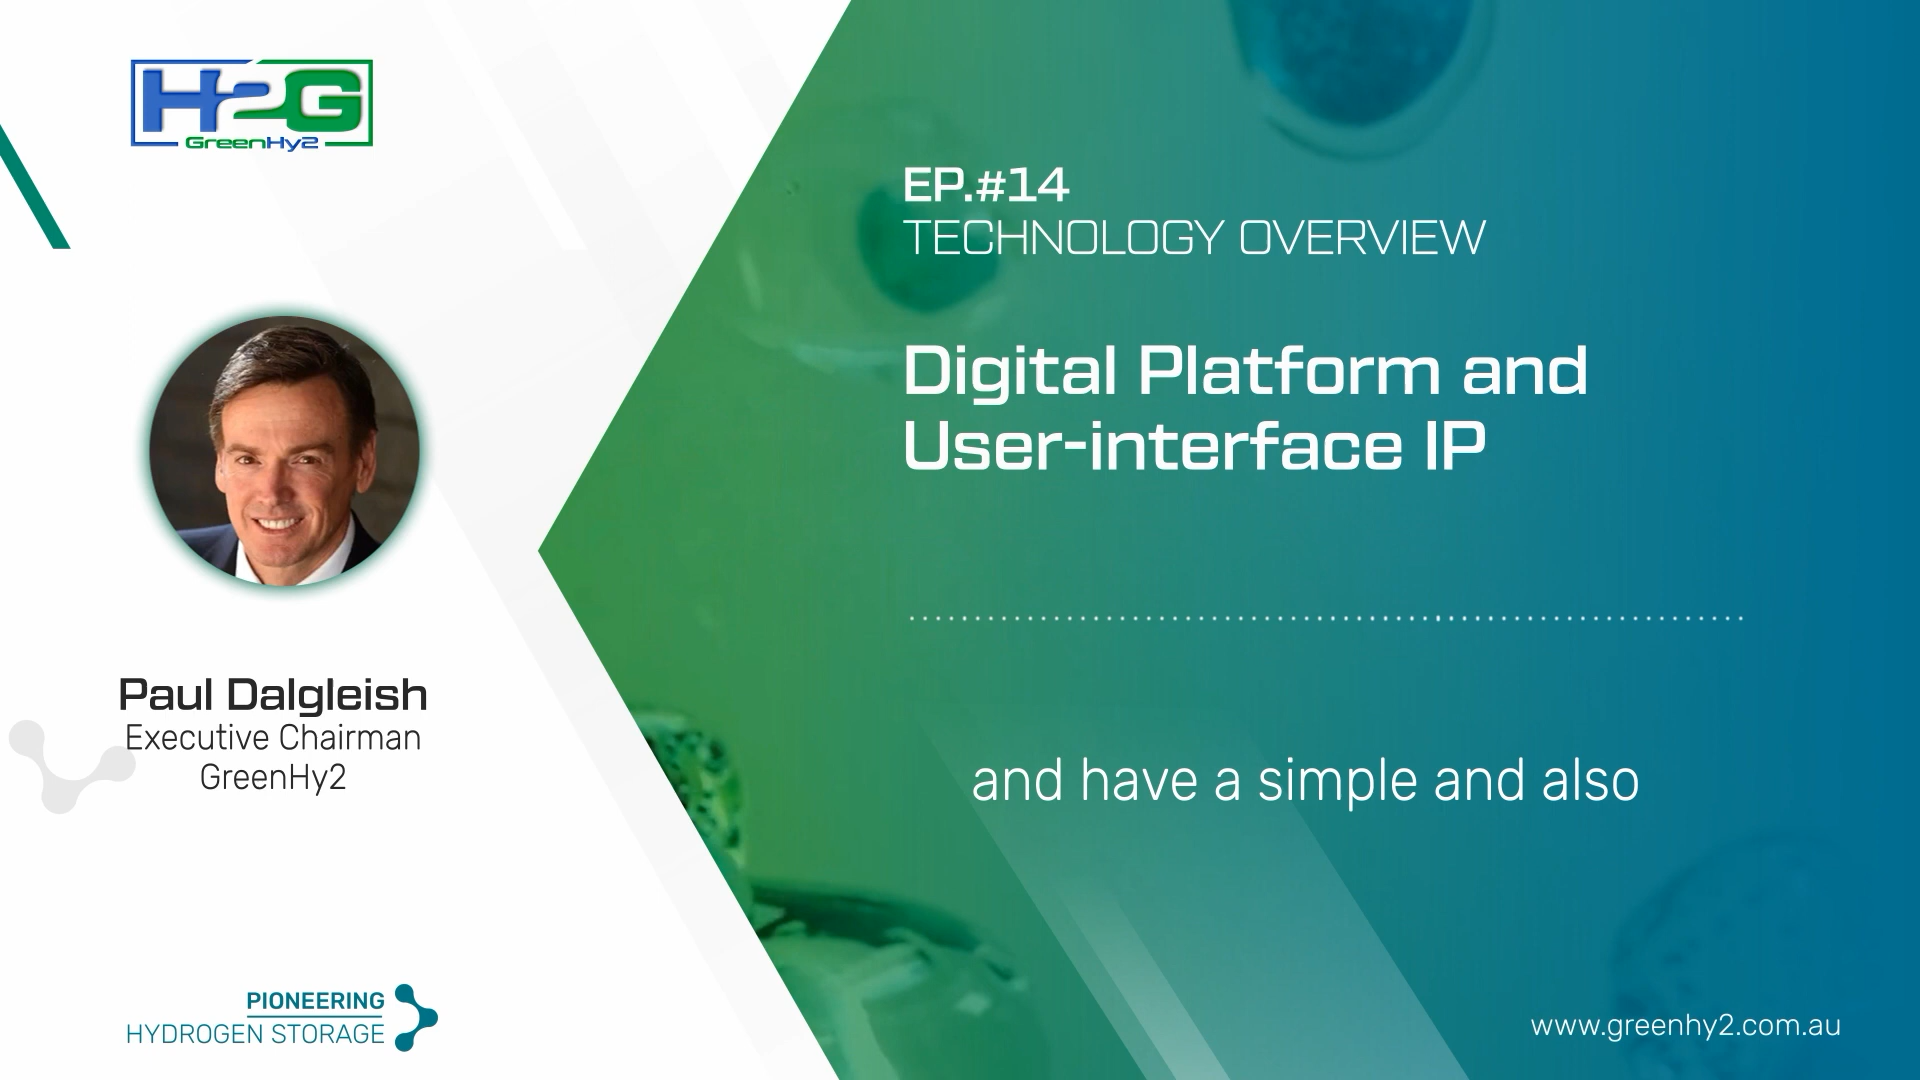 H2G
GreenHy2
EP.#14
TECHNOLOGY OVERVIEW
Digital Platform and
User-interface IP
Paul Dalgleish
Executive Chairman
GreenHy2
and have a simple and also
PIONEERING
HYDROGEN STORAGE
www.greenhy2.com.au